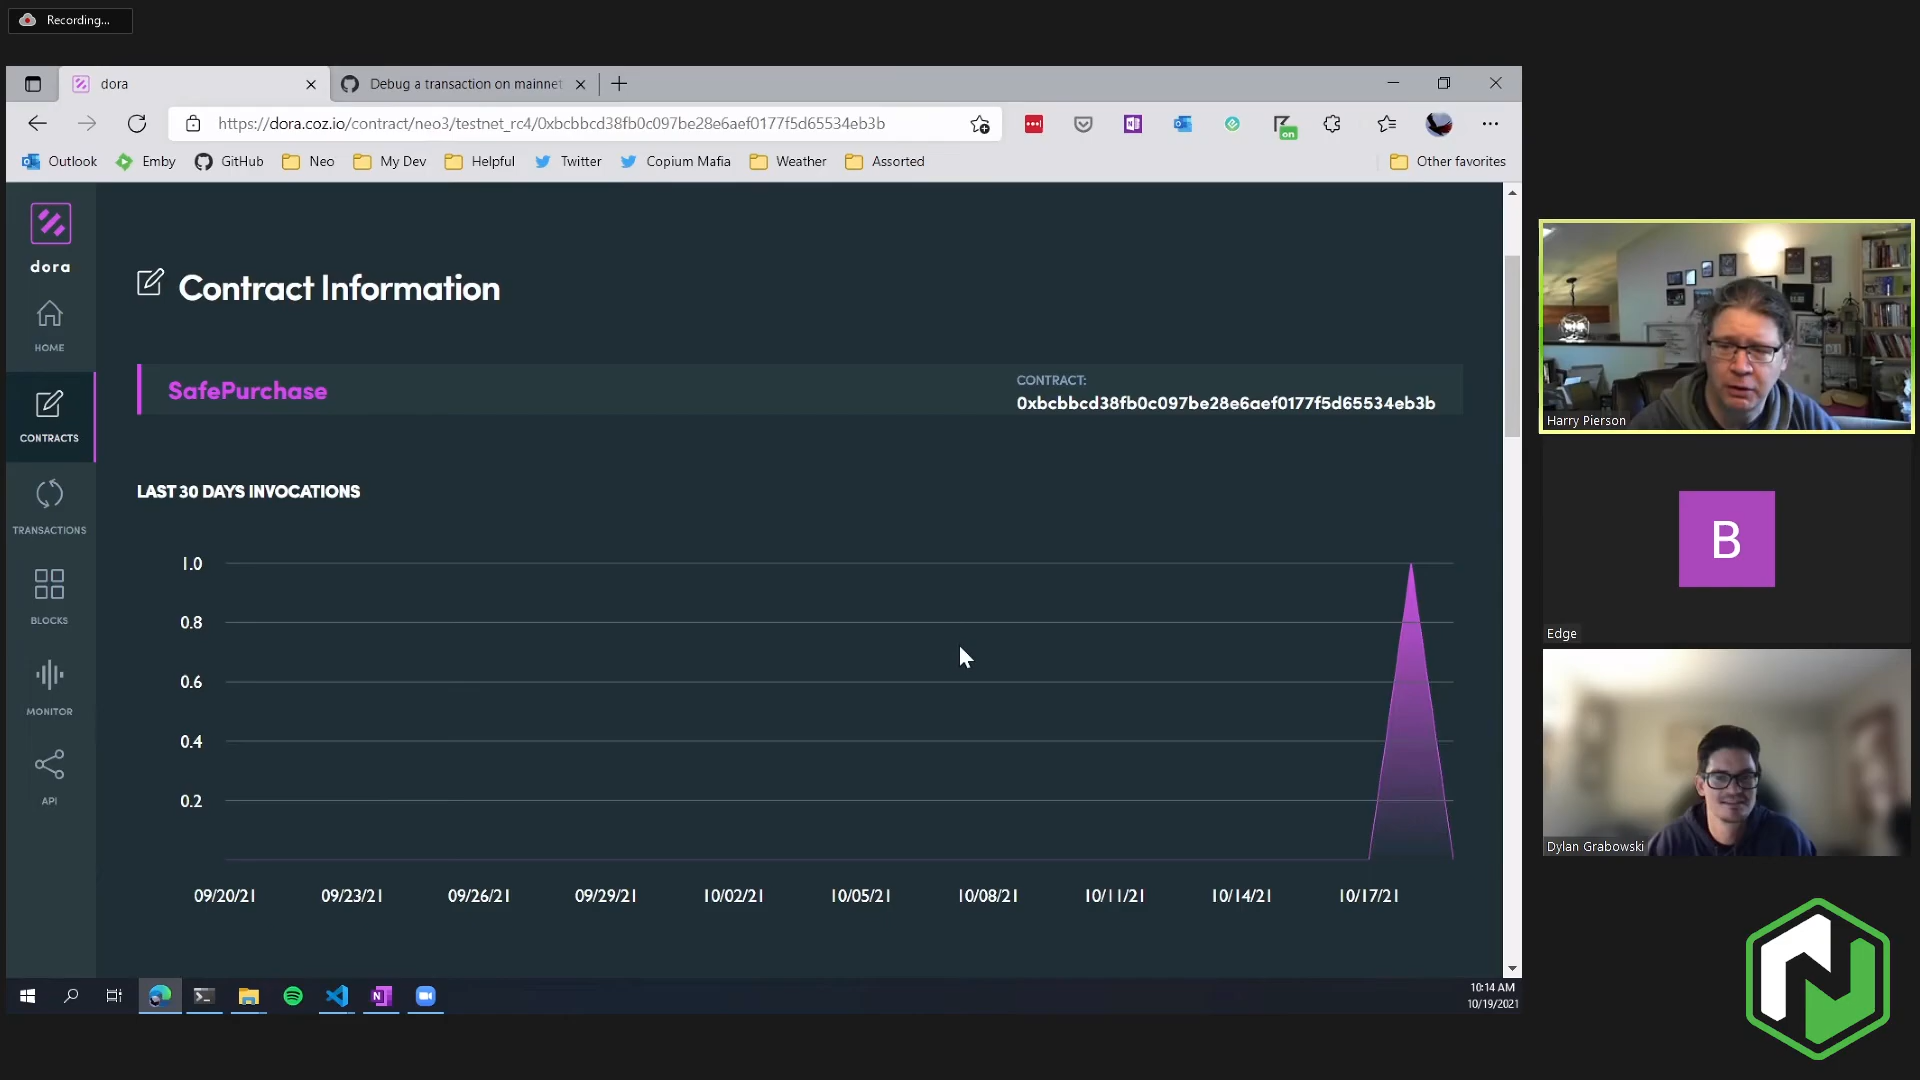 Recording...
dora
Debug a transaction on mainnet
https://dora.coz.io/contract/neo3/testnet_rc4/0xbcbbcd38fb0c097be28e6aef0177f5d65534eb3b
on
Outlook
Emby
GitHub
Neo
My Dev
Helpful
Twitter
Copium Mafia
Weather
Assorted
Other favorites
dora
HOME
CONTRACTS
TRANSACTIONS
BLOCKS
MONITOR
API
Contract Information
SafePurchase
CONTRACT:
0xbcbbcd38fb0c097be28e6aef0177f5d65534eb3b
LAST 30 DAYS INVOCATIONS
1.0
0.8
0.6
0.4
0.2
09/20/21
09/23/21
09/26/21
09/29/21
10/02/21
10/05/21
10/08/21
10/11/21
10/14/21
10/17/21
10:14 AM
10/19/2021
Harry Pierson
B
Edge
Dylan Grabowski